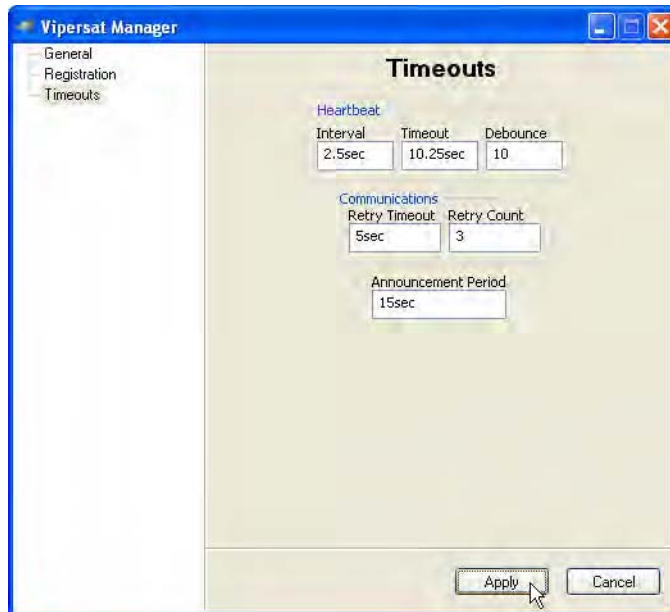 Vipersat Manager
General
Registration
Timeouts
Timeouts
Heartbeat
Interval Timeout Debounce
2.5sec 10.25sec 10
Communications
Retry Timeout Retry Count
5sec 3
Announcement Period
15sec
Apply Cancel